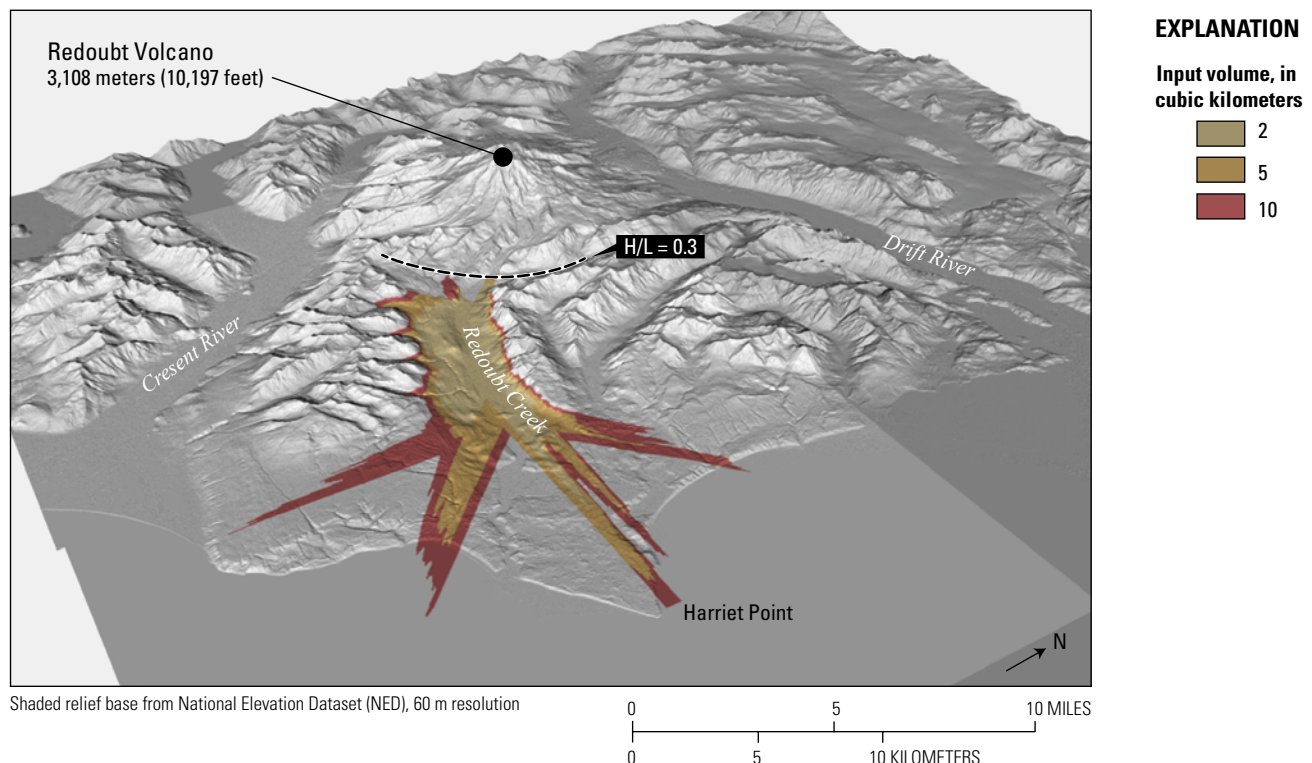 Redoubt Volcano
3,108 meters (10,197 feet)
H/L = 0.3
Drift River
Cresent River
Redoubt Creek
Harriet Point
N
EXPLANATION
Input volume, in
cubic kilometers
2
5
10
Shaded relief base from National Elevation Dataset (NED), 60 m resolution
0 5 10 MILES
0 5 10 KILOMETERS